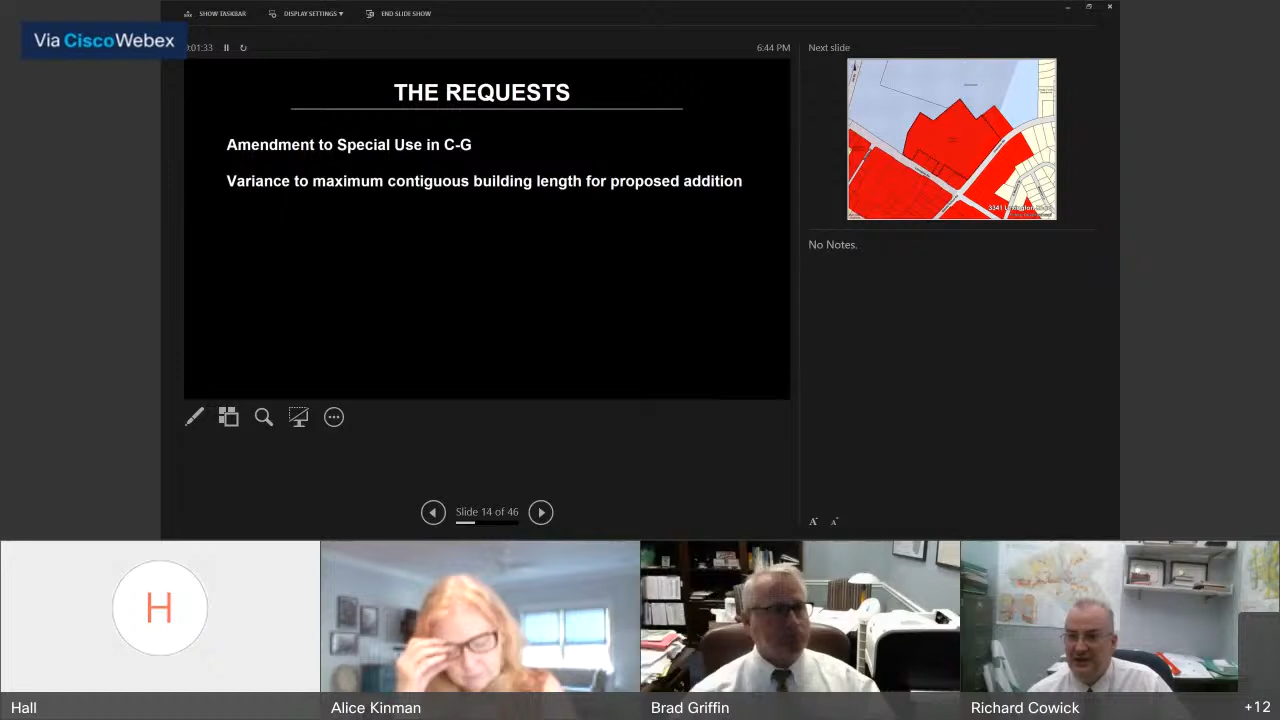 SHOW TASKBAR
DISPLAY SETTINGS ▾
END SLIDE SHOW
Via CiscoWebex
:01:33
6:44 PM
Next slide
THE REQUESTS
Amendment to Special Use in C-G
Variance to maximum contiguous building length for proposed addition
No Notes.
Slide 14 of 46
A A
H
Hall
Alice Kinman
Brad Griffin
Richard Cowick
+12